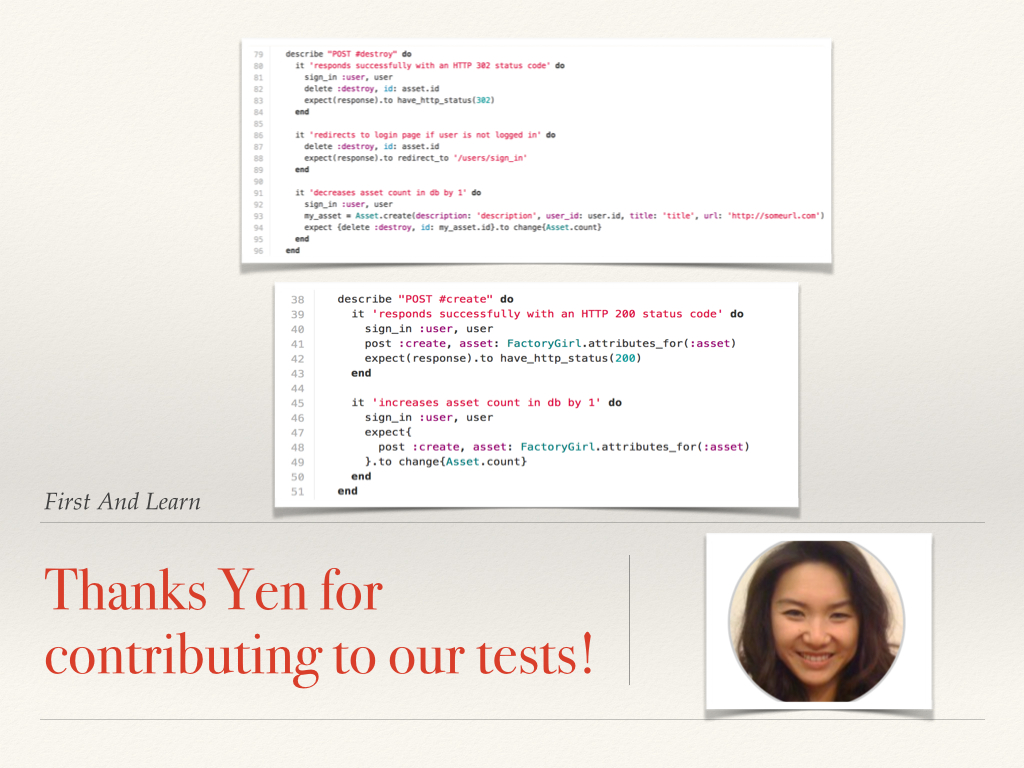 79 describe "POST #destroy" do
80 it 'responds successfully with an HTTP 302 status code' do
81 sign_in :user, user
82 delete :destroy, id: asset.id
83 expect(response).to have_http_status(302)
84 end
85
86 it 'redirects to login page if user is not logged in' do
87 delete :destroy, id: asset.id
88 expect(response).to redirect_to '/users/sign_in'
89 end
90
91 it 'decreases asset count in db by 1' do
92 sign_in :user, user
93 my_asset = Asset.create(description: 'description', user_id: user.id, title: 'title', url: 'http://someurl.com')
94 expect {delete :destroy, id: my_asset.id}.to change{Asset.count}
95 end
96 end
38 describe "POST #create" do
39 it 'responds successfully with an HTTP 200 status code' do
40 sign_in :user, user
41 post :create, asset: FactoryGirl.attributes_for(:asset)
42 expect(response).to have_http_status(200)
43 end
44
45 it 'increases asset count in db by 1' do
46 sign_in :user, user
47 expect{
48 post :create, asset: FactoryGirl.attributes_for(:asset)
49 }.to change{Asset.count}
50 end
51 end
First And Learn
Thanks Yen for
contributing to our tests!